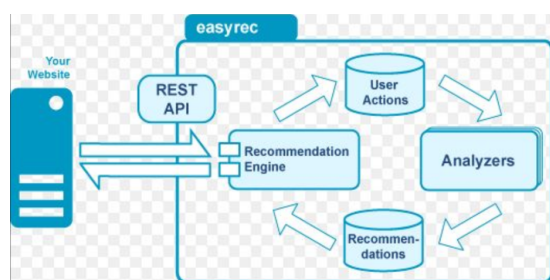 easyrec
Your
Website
REST
API
User
Actions
Recommendation
Engine
Analyzers
Recommen-
dations